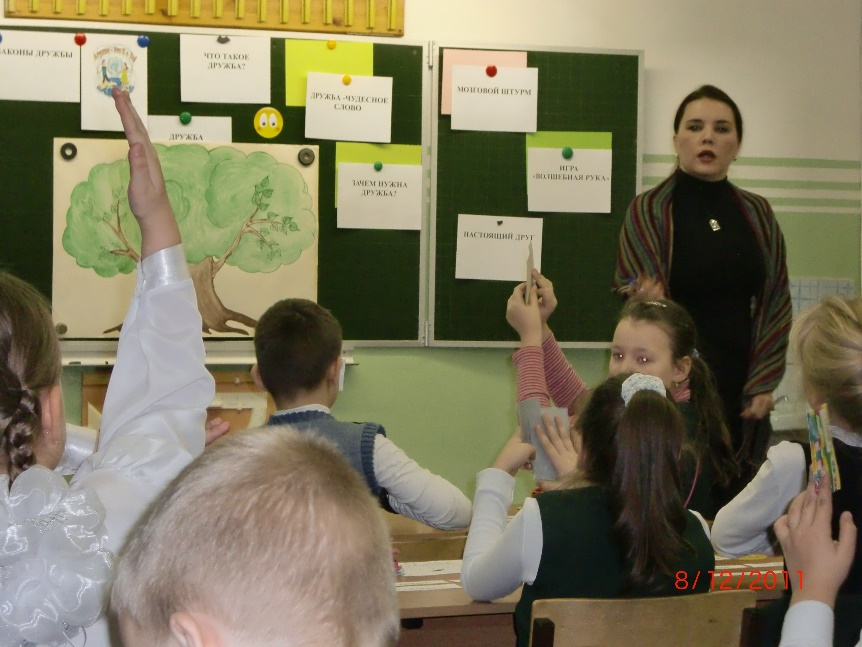 ЗАКОНЫ ДРУЖБЫ
ЧТО ТАКОЕ
ДРУЖБА?
ДРУЖБА -ЧУДЕСНОЕ
СЛОВО
ДРУЖБА
ЗАЧЕМ НУЖНА
ДРУЖБА?
МОЗГОВОЙ ШТУРМ
ИГРА
«ВОЛШЕБНАЯ РУКА»
НАСТОЯЩИЙ ДРУГ
8/12/2011